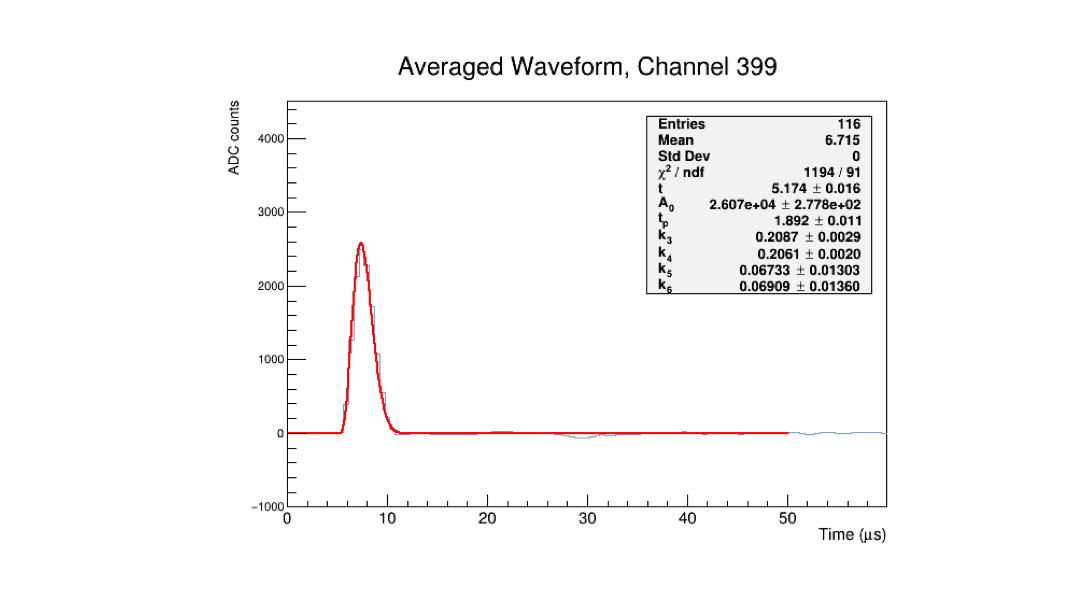 Averaged Waveform, Channel 399
ADC counts
Entries 116
Mean 6.715
Std Dev 0
χ² / ndf 1194 / 91
t 5.174 ± 0.016
A₀ 2.607e+04 ± 2.778e+02
tₚ 1.892 ± 0.011
k₃ 0.2087 ± 0.0029
k₄ 0.2061 ± 0.0020
k₅ 0.06733 ± 0.01303
k₆ 0.06909 ± 0.01360
4000
3000
2000
1000
0
−1000
0 10 20 30 40 50
Time (μs)